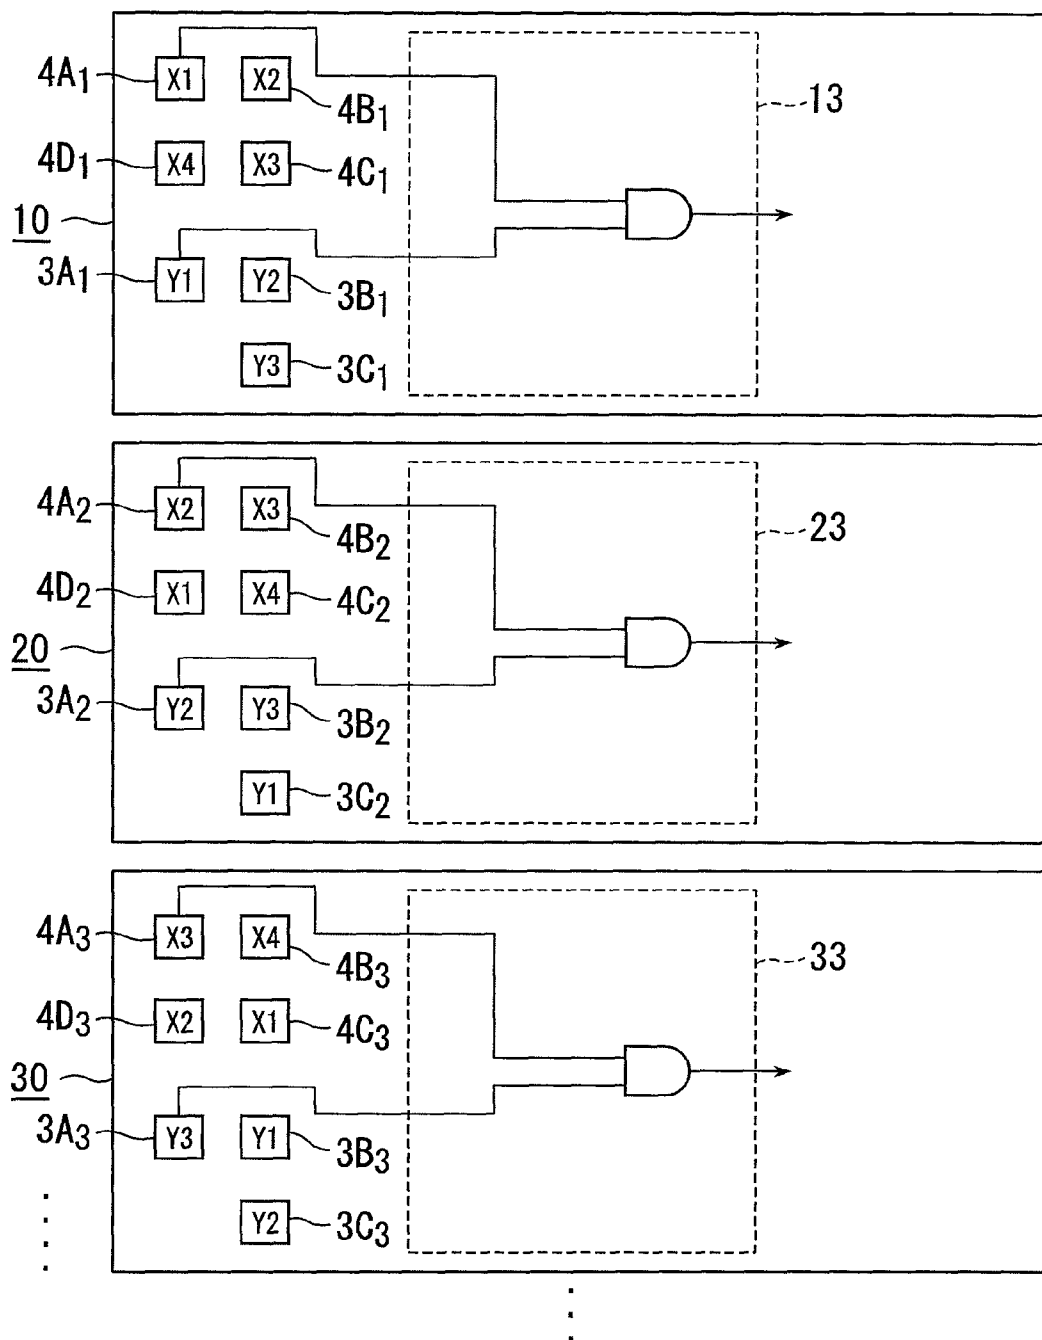 4A1 X1 X2 4B1 13
4D1 X4 X3 4C1
10
3A1 Y1 Y2 3B1
Y3 3C1
4A2 X2 X3 4B2 23
4D2 X1 X4 4C2
20
3A2 Y2 Y3 3B2
Y1 3C2
4A3 X3 X4 4B3 33
4D3 X2 X1 4C3
30
3A3 Y3 Y1 3B3
Y2 3C3